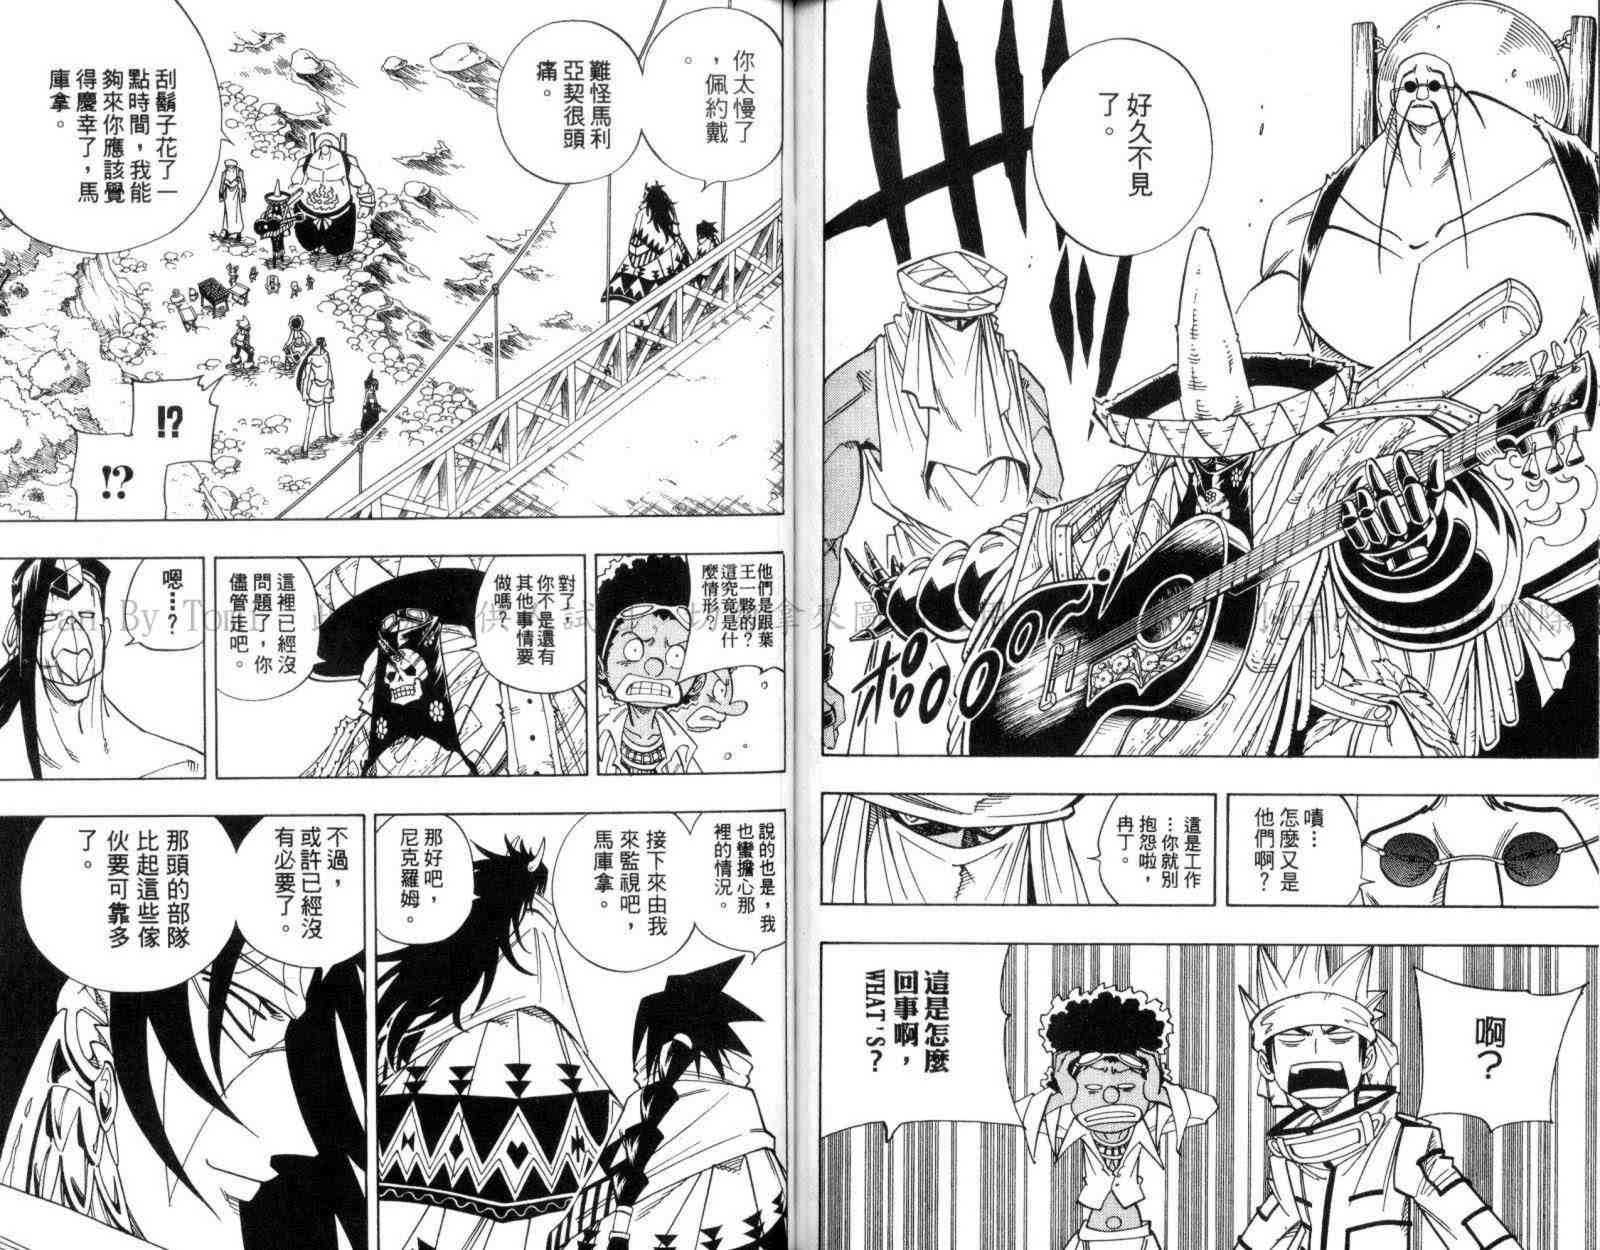 好久不見
了。
嘖…
怎麼又是
他們啊？
這是工作
…你就別
抱怨啦，
冉丁。
啊？
這是怎麼
回事啊，
WHAT'S？
你太慢了
，佩約戴
。
難怪馬利
亞契很頭
痛。
刮鬍子花了一
點時間，我能
夠來你應該覺
得慶幸了，馬
庫拿。
!?
!?
他們是跟葉
王一夥的？
這究竟是什
麼情形？
對了，
你不是還有
其他事情要
做嗎？
這裡已經沒
問題了，你
儘管走吧。
嗯…？
說的也是，我
也蠻擔心那
裡的情況。
接下來由我
來監視吧，
馬庫拿。
那好吧，
尼克羅姆。
不過，
或許已經沒
有必要了。
那頭的部隊
比起這些傢
伙要可靠多
了。